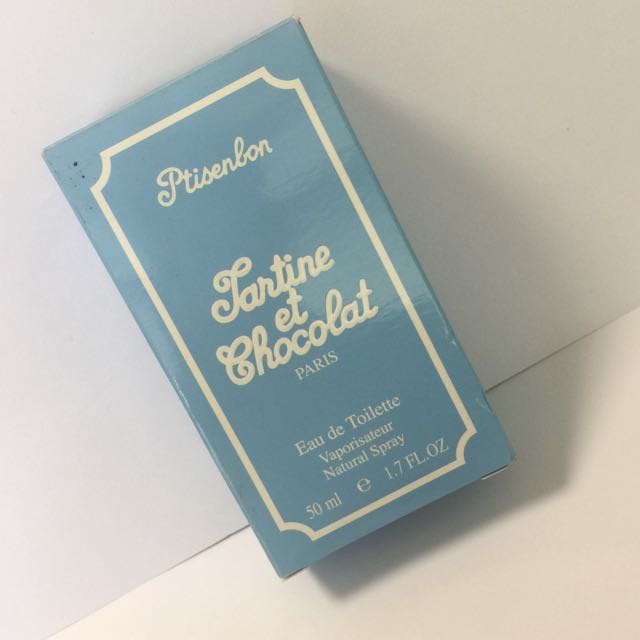 Ptisenbon
Tartine
et
Chocolat
PARIS
Eau de Toilette
Vaporisateur
Natural Spray
50 ml ℮ 1.7 FL.OZ